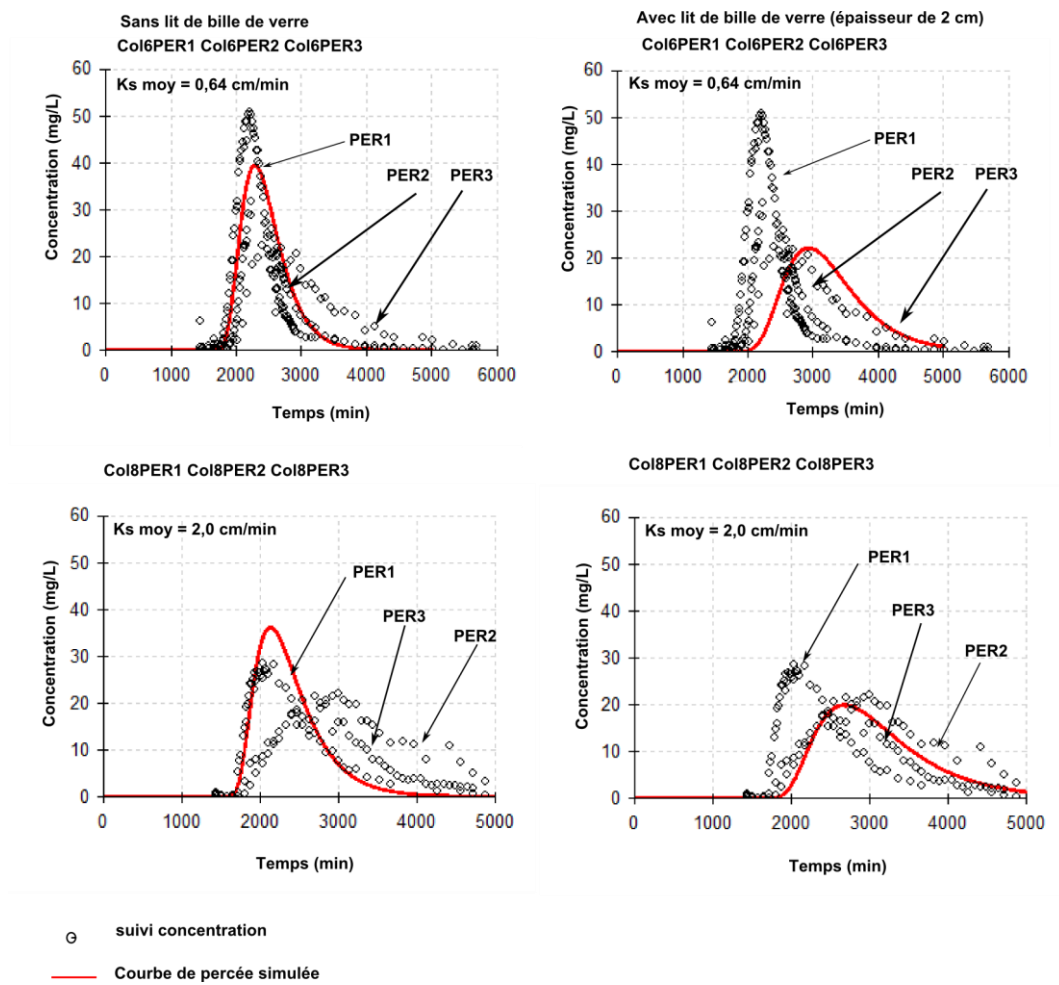 Sans lit de bille de verre
Col6PER1 Col6PER2 Col6PER3
Concentration (mg/L)
60
50
40
30
20
10
0
Ks moy = 0,64 cm/min
PER1
PER2
PER3
0 1000 2000 3000 4000 5000 6000
Temps (min)
Avec lit de bille de verre (épaisseur de 2 cm)
Col6PER1 Col6PER2 Col6PER3
Concentration (mg/L)
60
50
40
30
20
10
0
Ks moy = 0,64 cm/min
PER1
PER2
PER3
0 1000 2000 3000 4000 5000 6000
Temps (min)
Col8PER1 Col8PER2 Col8PER3
Concentration (mg/L)
60
50
40
30
20
10
0
Ks moy = 2,0 cm/min
PER1
PER3
PER2
0 1000 2000 3000 4000 5000
Temps (min)
Col8PER1 Col8PER2 Col8PER3
Concentration (mg/L)
60
50
40
30
20
10
0
Ks moy = 2,0 cm/min
PER1
PER3
PER2
0 1000 2000 3000 4000 5000
Temps (min)
suivi concentration
Courbe de percée simulée